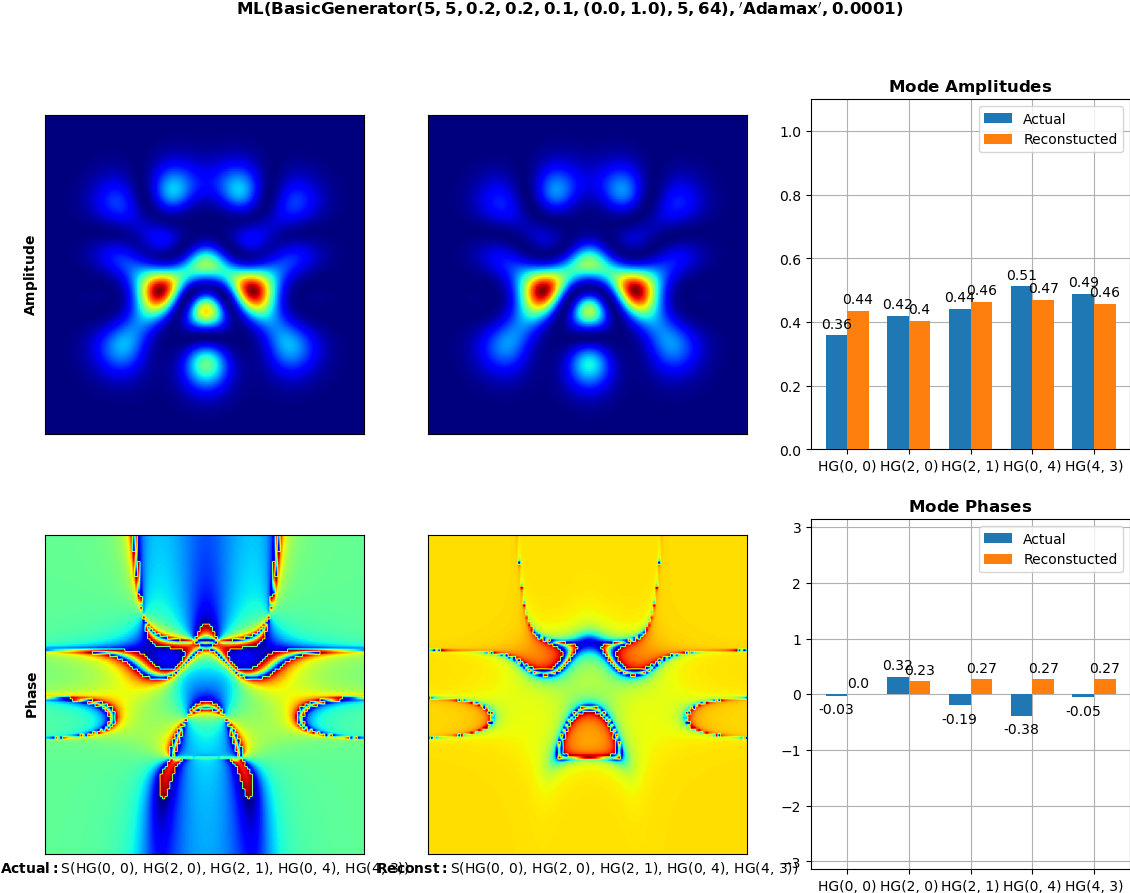 ML(BasicGenerator(5, 5, 0.2, 0.2, 0.1, (0.0, 1.0), 5, 64), ′Adamax′, 0.0001)
Mode Amplitudes
Amplitude
Actual
Reconstucted
1.0
0.8
0.6
0.4
0.2
0.0
0.36
0.44
0.42
0.4
0.44
0.46
0.51
0.47
0.49
0.46
HG(0, 0) HG(2, 0) HG(2, 1) HG(0, 4) HG(4, 3)
Mode Phases
Phase
Actual
Reconstucted
3
2
1
0
−1
−2
−3
-0.03
0.0
0.32
0.23
-0.19
0.27
-0.38
0.27
-0.05
0.27
HG(0, 0) HG(2, 0) HG(2, 1) HG(0, 4) HG(4, 3)
Actual: S(HG(0, 0), HG(2, 0), HG(2, 1), HG(0, 4), HG(4, 3))
Reconst: S(HG(0, 0), HG(2, 0), HG(2, 1), HG(0, 4), HG(4, 3))